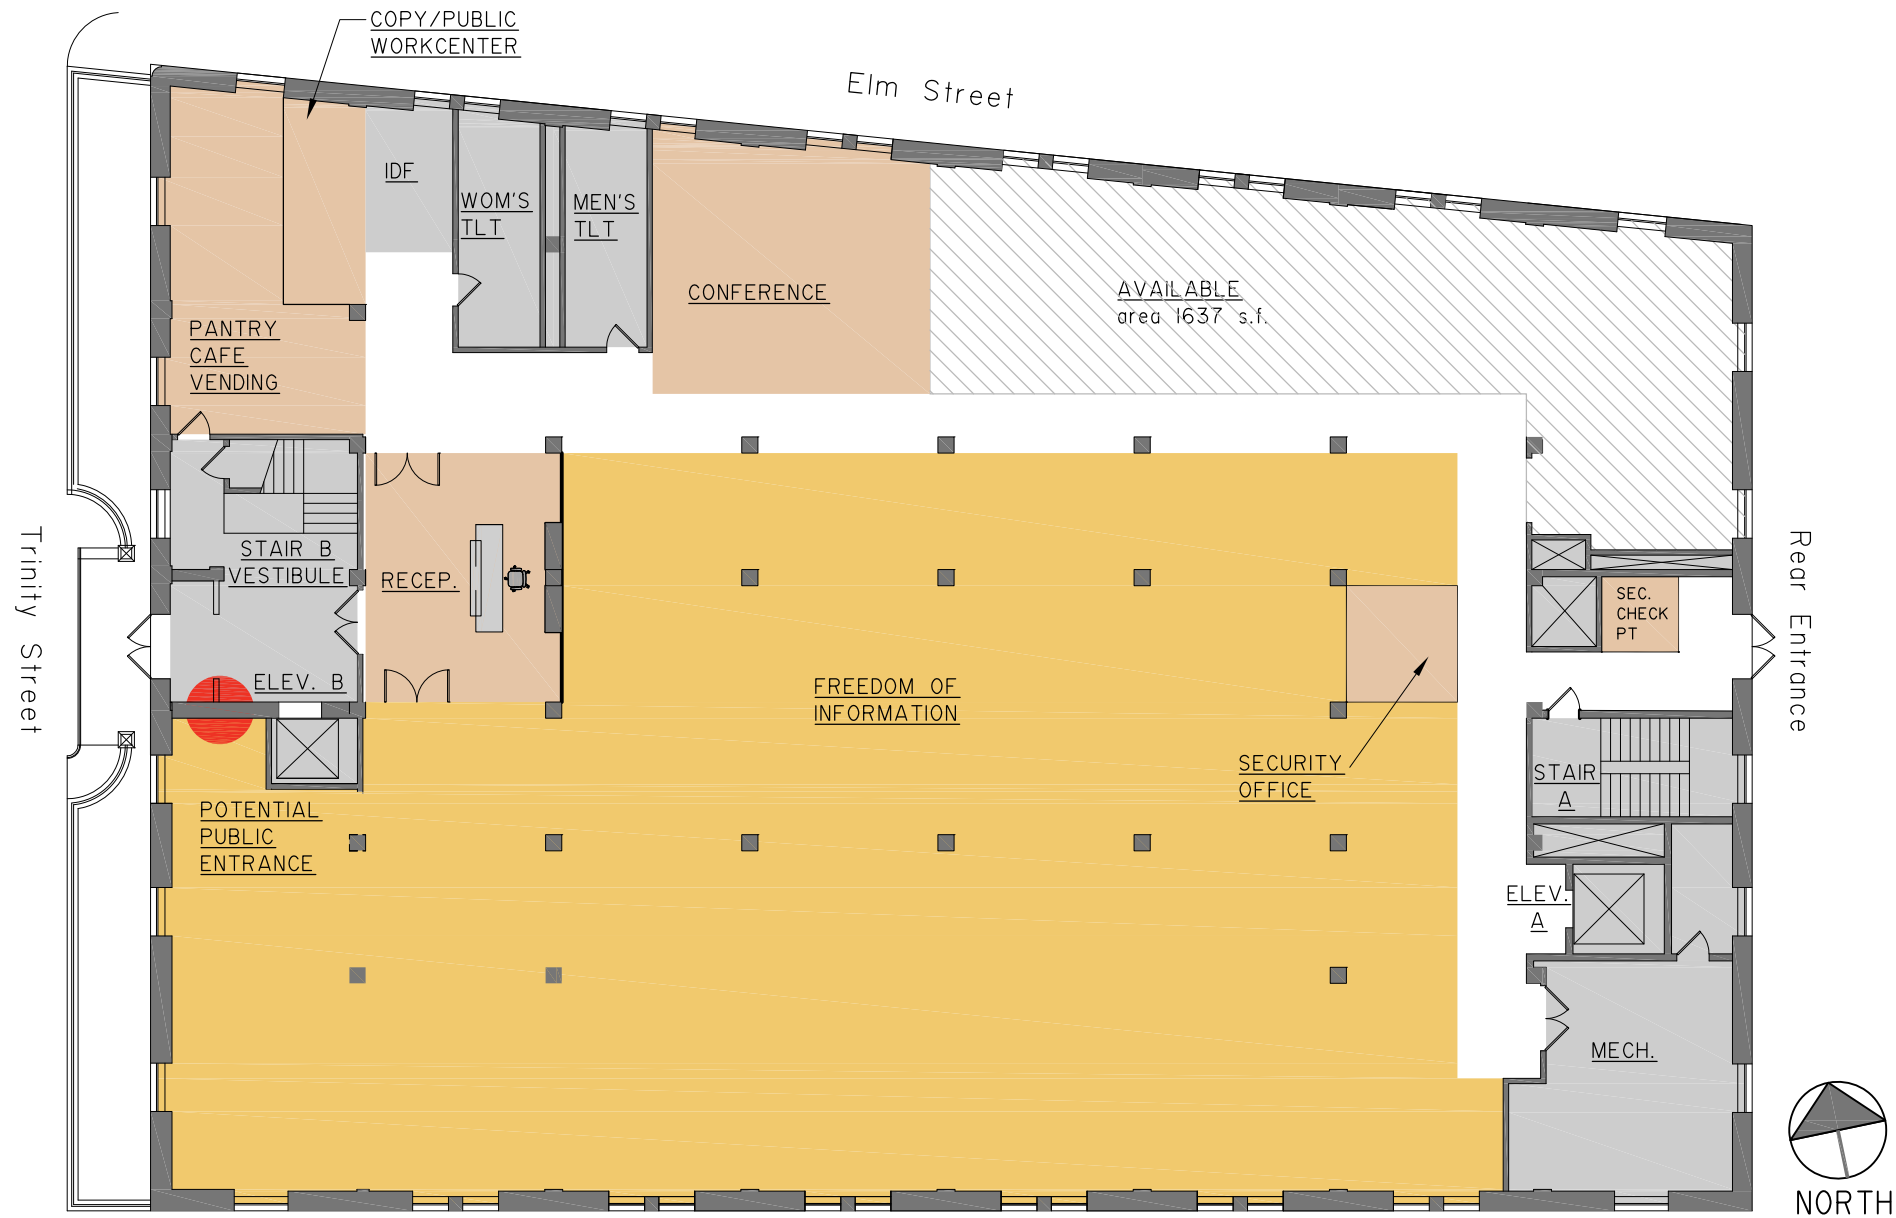 COPY/PUBLIC
WORKCENTER
Elm Street
IDF
WOM'S
TLT
MEN'S
TLT
CONFERENCE
AVAILABLE
area 1637 s.f.
PANTRY
CAFE
VENDING
STAIR B
VESTIBULE
RECEP.
Trinity Street
Rear Entrance
SEC.
CHECK
PT
ELEV. B
FREEDOM OF
INFORMATION
SECURITY
OFFICE
STAIR
A
POTENTIAL
PUBLIC
ENTRANCE
ELEV.
A
MECH.
NORTH